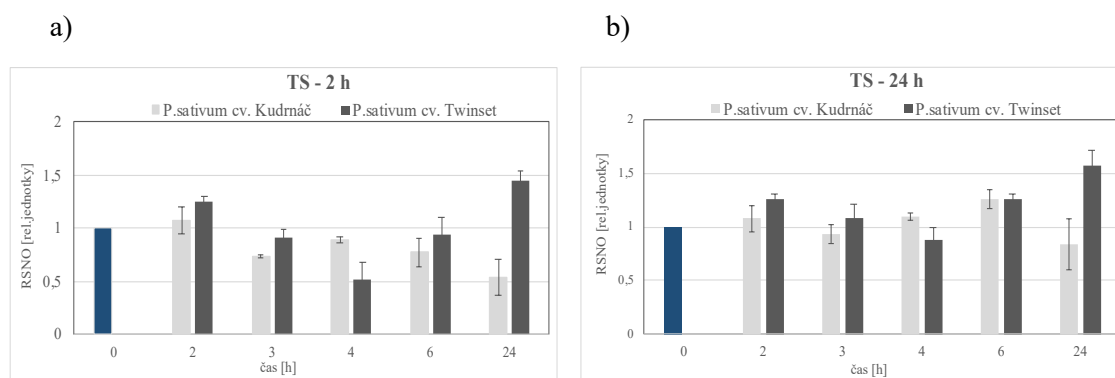 a)
TS - 2 h
P.sativum cv. Kudrnáč P.sativum cv. Twinset
RSNO [rel.jednotky]
2
1,5
1
0,5
0
0 2 3 4 6 24
čas [h]
b)
TS - 24 h
P.sativum cv. Kudrnáč P.sativum cv. Twinset
RSNO [rel.jednotky]
2
1,5
1
0,5
0
0 2 3 4 6 24
čas [h]